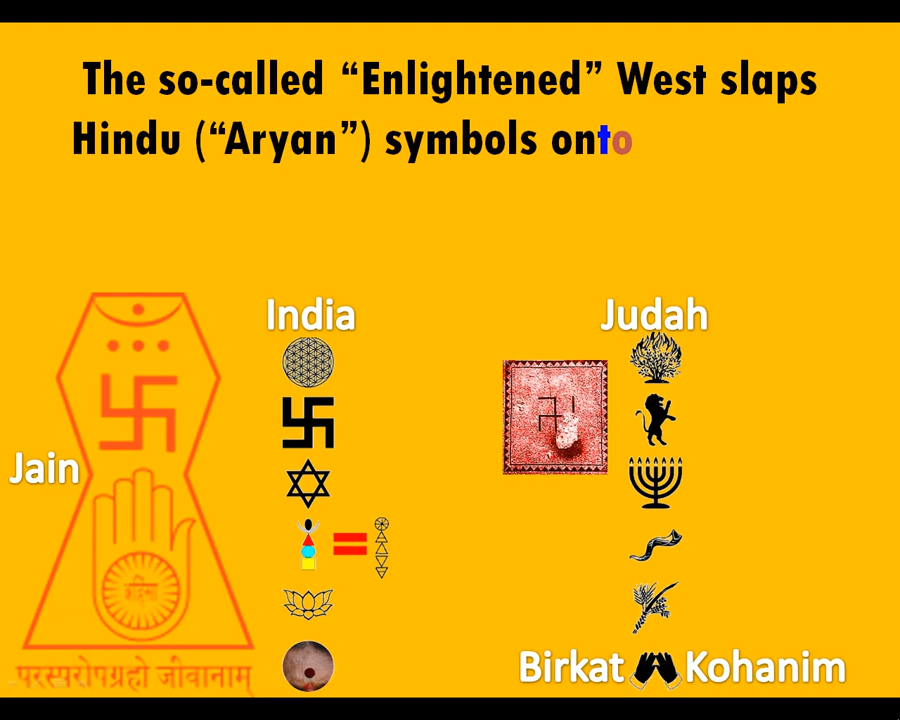 The so-called “Enlightened” West slaps
Hindu (“Aryan”) symbols onto
India
Judah
Jain
अहिंसा
Birkat Kohanim
परस्परोपग्रहो जीवानाम्